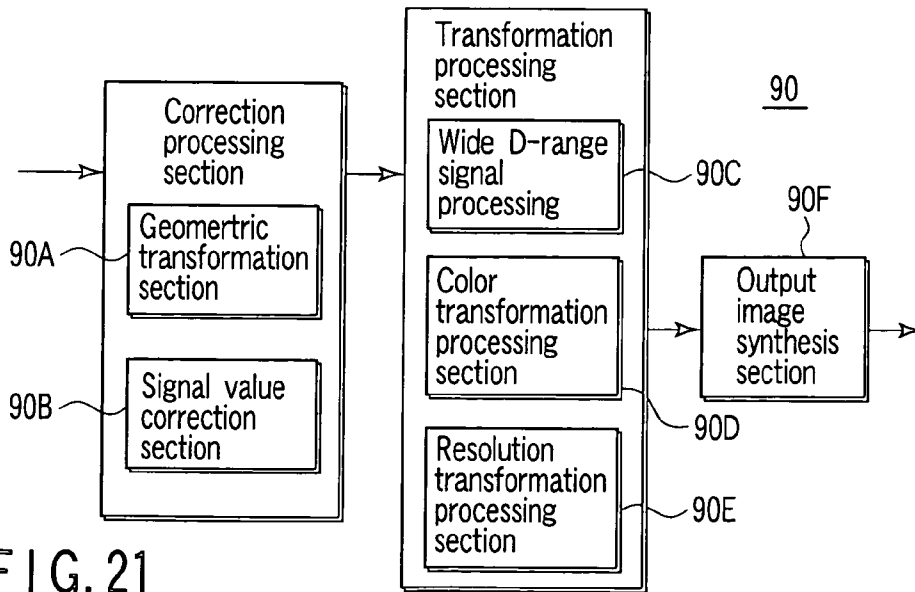 Correction
processing
section
90A
Geomertric
transformation
section
90B
Signal value
correction
section
Transformation
processing
section
Wide D-range
signal
processing
90C
Color
transformation
processing
section
90D
Resolution
transformation
processing
section
90E
90
90F
Output
image
synthesis
section
FIG. 21